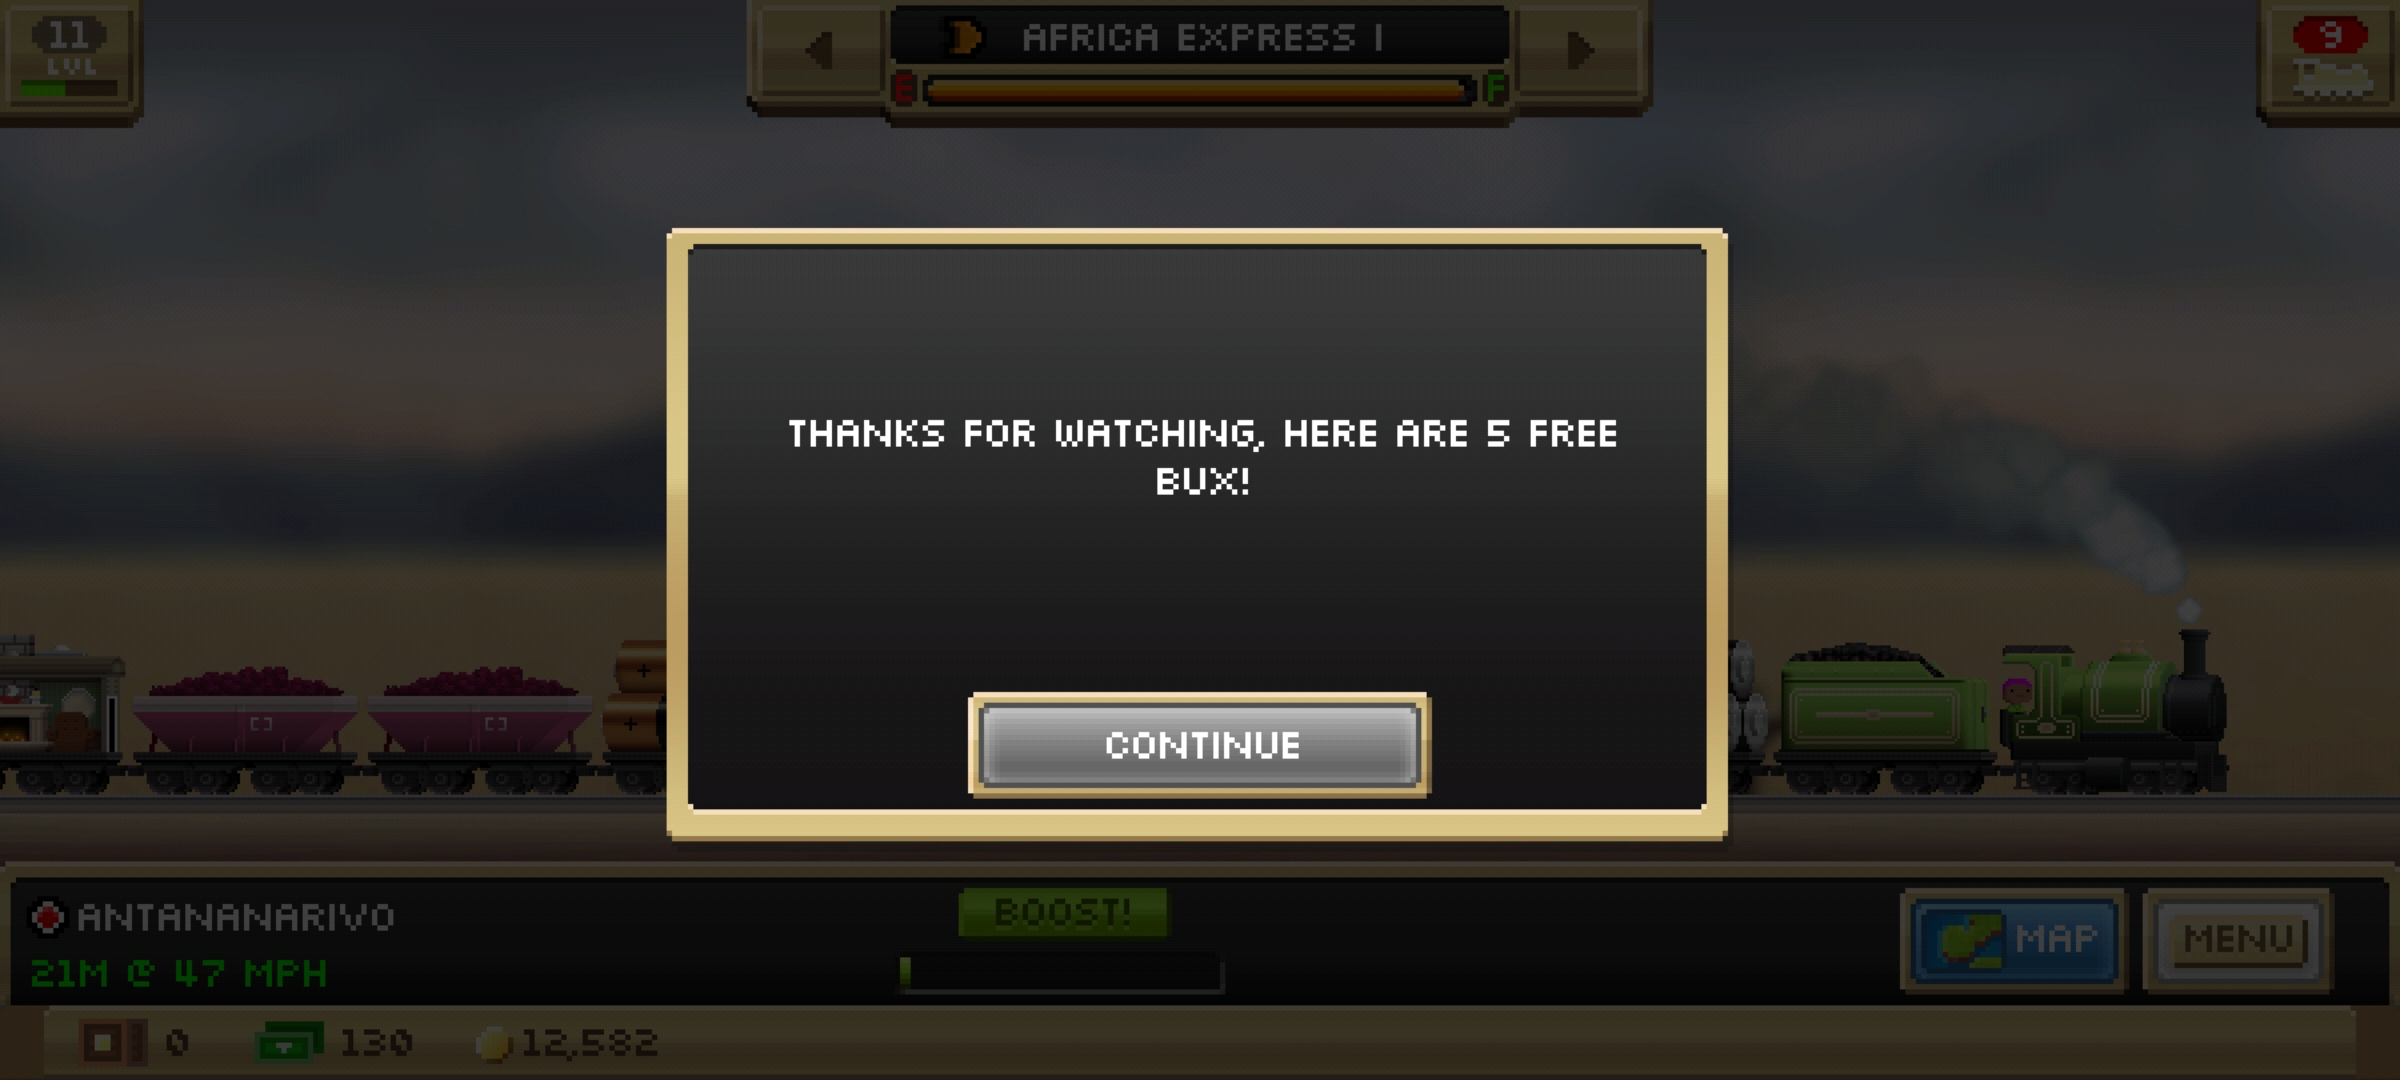 11
LVL
AFRICA EXPRESS I
E
F
9
THANKS FOR WATCHING, HERE ARE 5 FREE
BUX!
CONTINUE
ANTANANARIVO
21M @ 47 MPH
BOOST!
MAP
MENU
0
130
12,582